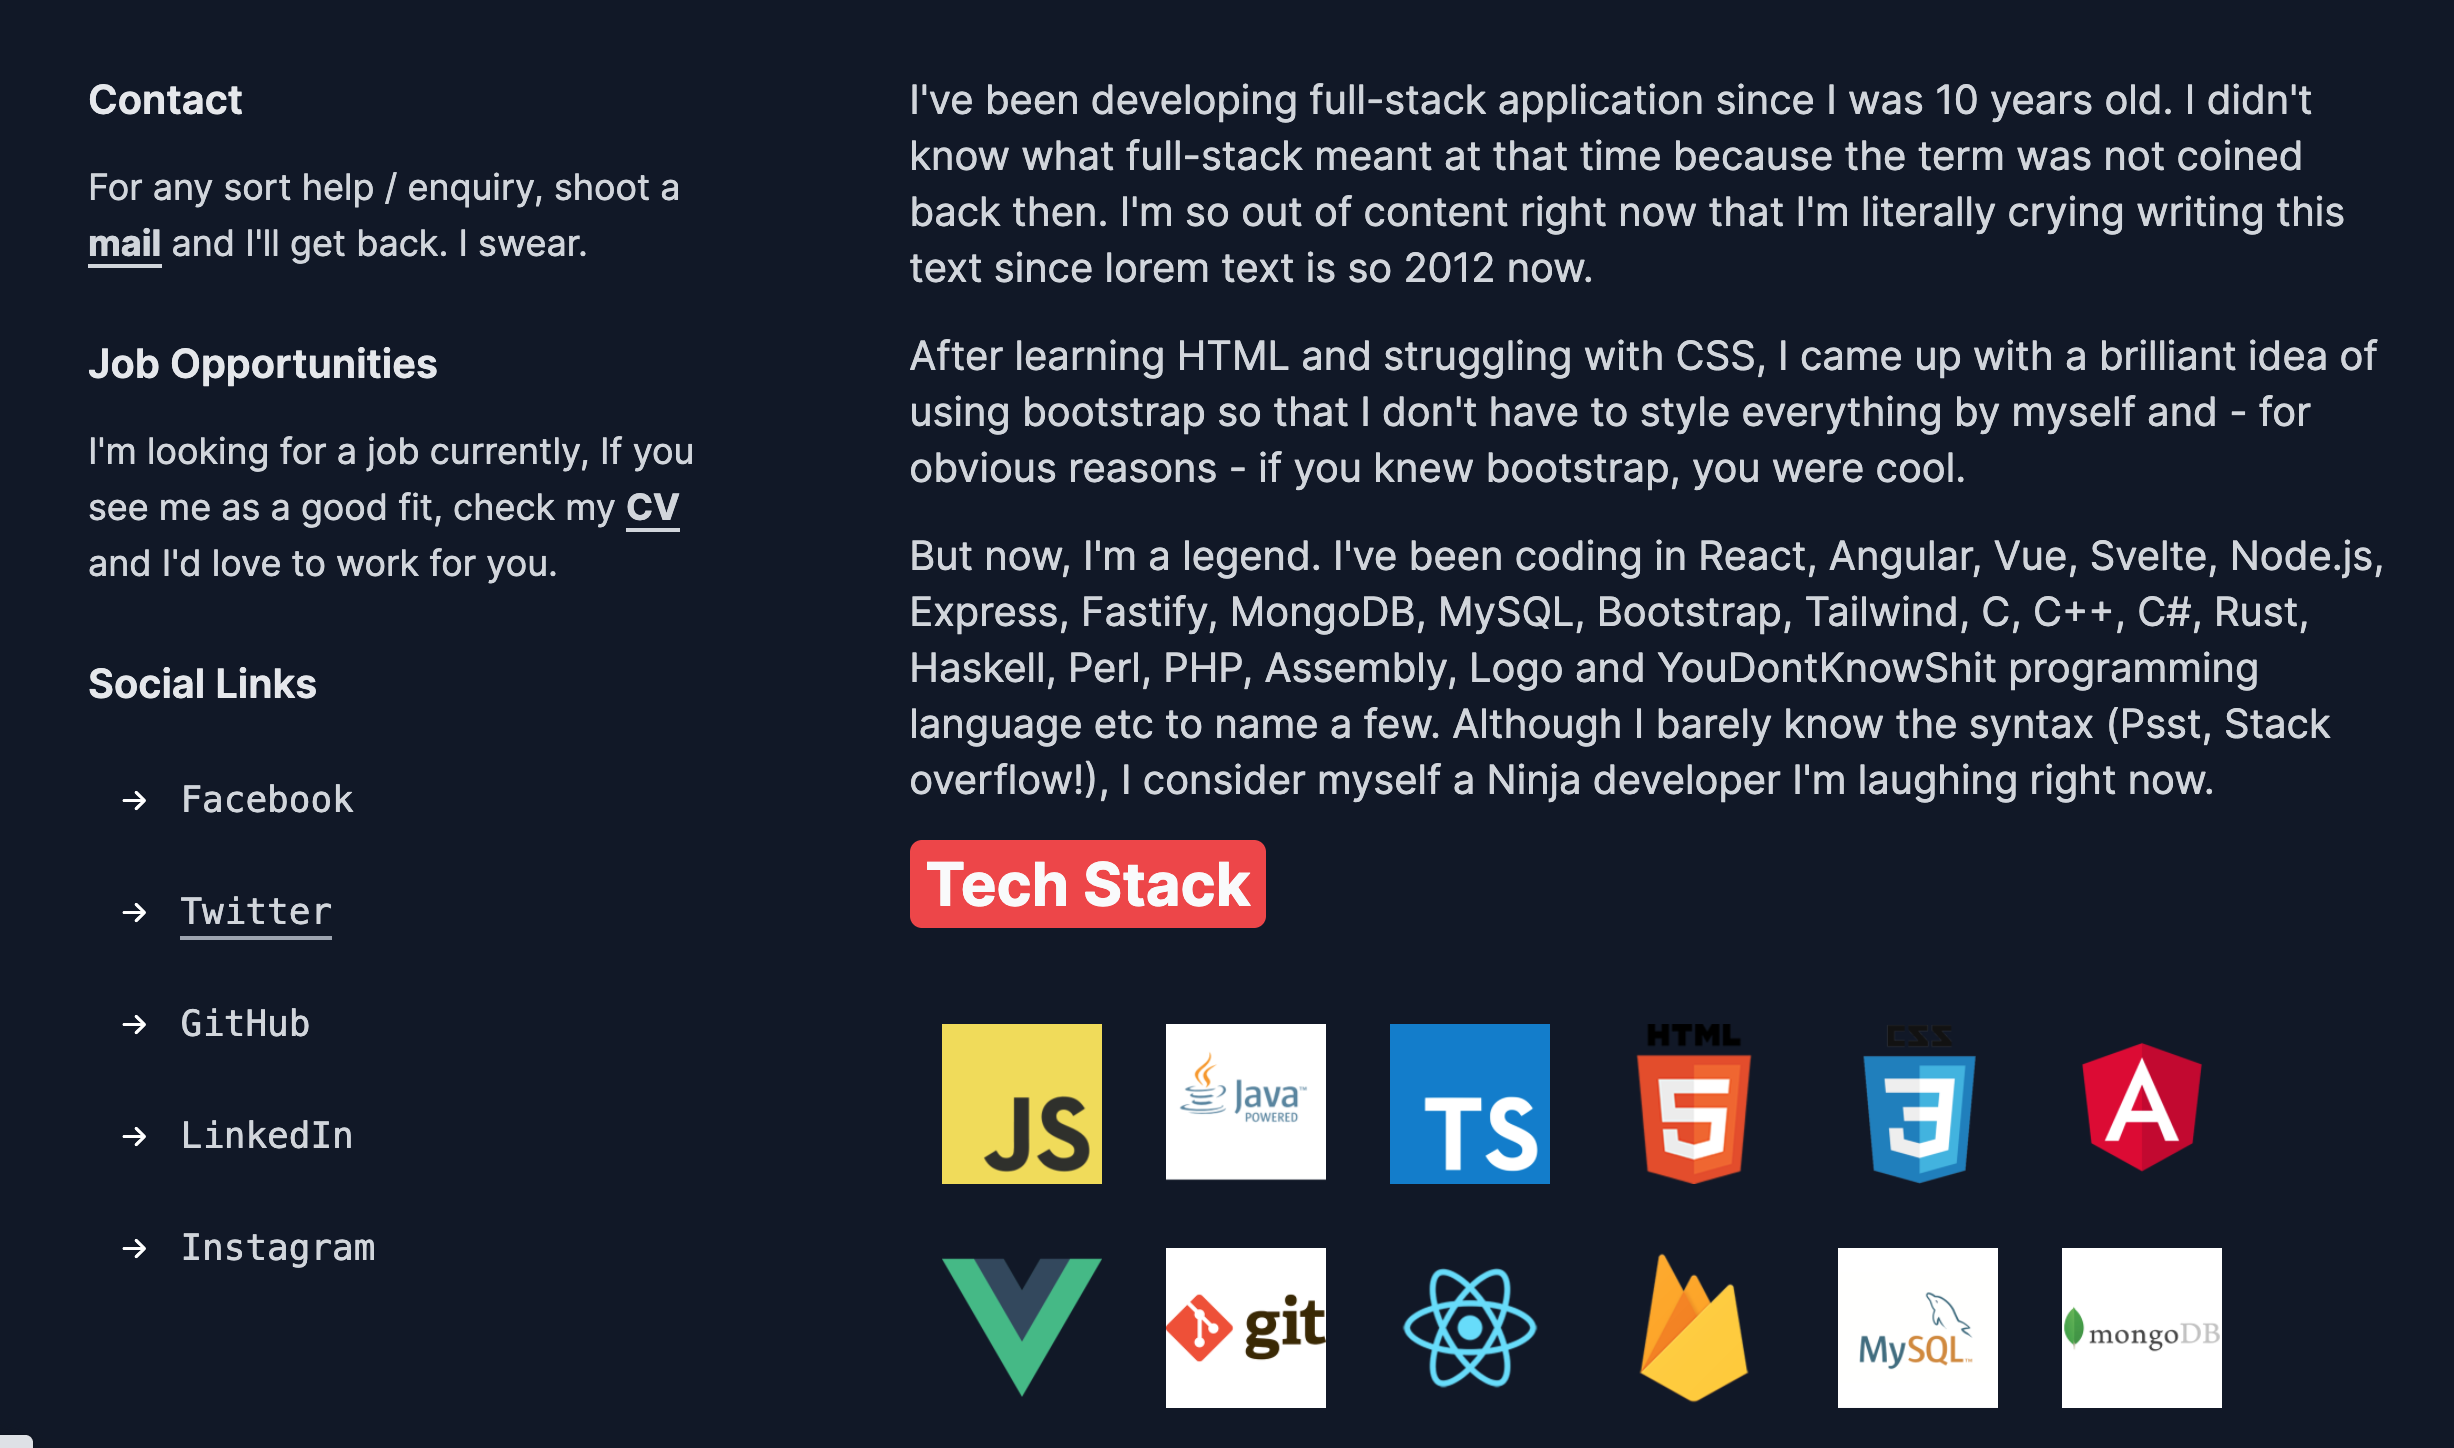 Contact
For any sort help / enquiry, shoot a
mail and I'll get back. I swear.
Job Opportunities
I'm looking for a job currently, If you
see me as a good fit, check my CV
and I'd love to work for you.
Social Links
→ Facebook
→ Twitter
→ GitHub
→ LinkedIn
→ Instagram
I've been developing full-stack application since I was 10 years old. I didn't
know what full-stack meant at that time because the term was not coined
back then. I'm so out of content right now that I'm literally crying writing this
text since lorem text is so 2012 now.
After learning HTML and struggling with CSS, I came up with a brilliant idea of
using bootstrap so that I don't have to style everything by myself and - for
obvious reasons - if you knew bootstrap, you were cool.
But now, I'm a legend. I've been coding in React, Angular, Vue, Svelte, Node.js,
Express, Fastify, MongoDB, MySQL, Bootstrap, Tailwind, C, C++, C#, Rust,
Haskell, Perl, PHP, Assembly, Logo and YouDontKnowShit programming
language etc to name a few. Although I barely know the syntax (Psst, Stack
overflow!), I consider myself a Ninja developer I'm laughing right now.
Tech Stack
JS
Java™
POWERED
TS
HTML
5
CSS
3
A
git
MySQL™
mongoDB